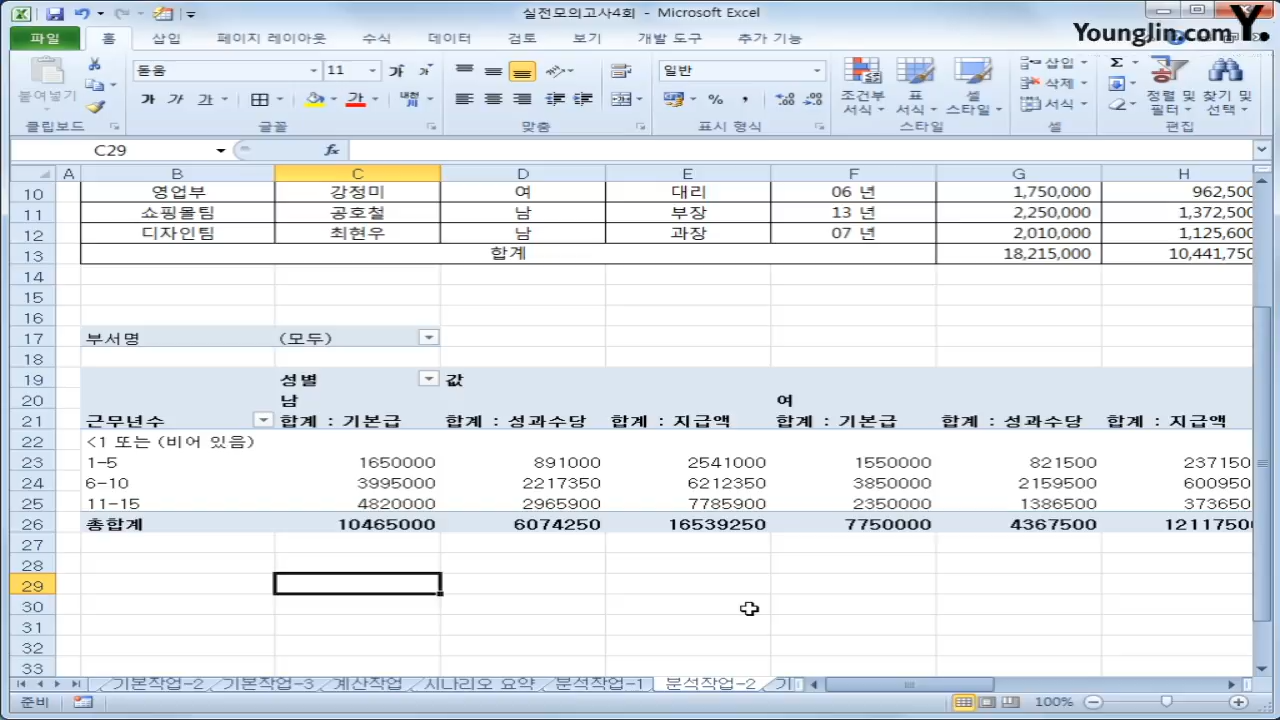 실전모의고사4회 - Microsoft Excel
Younglin.com Y.
파일 홈 삽입 페이지 레이아웃 수식 데이터 검토 보기 개발 도구 추가 기능
붙여넣기
클립보드
돋움 11
가 가 가 가 가
글꼴
맞춤
일반
%
표시 형식
조건부 서식
표 서식
셀 스타일
스타일
삽입
삭제
서식
셀
Σ
정렬 및 필터
찾기 및 선택
편집
C29 fx
A B C D E F G H
10 영업부 강정미 여 대리 06 년 1,750,000 962,500
11 쇼핑몰팀 공호철 남 부장 13 년 2,250,000 1,372,500
12 디자인팀 최현우 남 과장 07 년 2,010,000 1,125,600
13 합계 18,215,000 10,441,750
14
15
16
17 부서명 (모두)
18
19 성별 값
20 남 여
21 근무년수 합계 : 기본급 합계 : 성과수당 합계 : 지급액 합계 : 기본급 합계 : 성과수당 합계 : 지급액
22 <1 또는 (비어 있음)
23 1-5 1650000 891000 2541000 1550000 821500 237150
24 6-10 3995000 2217350 6212350 3850000 2159500 600950
25 11-15 4820000 2965900 7785900 2350000 1386500 373650
26 총합계 10465000 6074250 16539250 7750000 4367500 12117500
27
28
29
30
31
32
33
기본작업-2 기본작업-3 계산작업 시나리오 요약 분석작업-1 분석작업-2 기
준비 100%